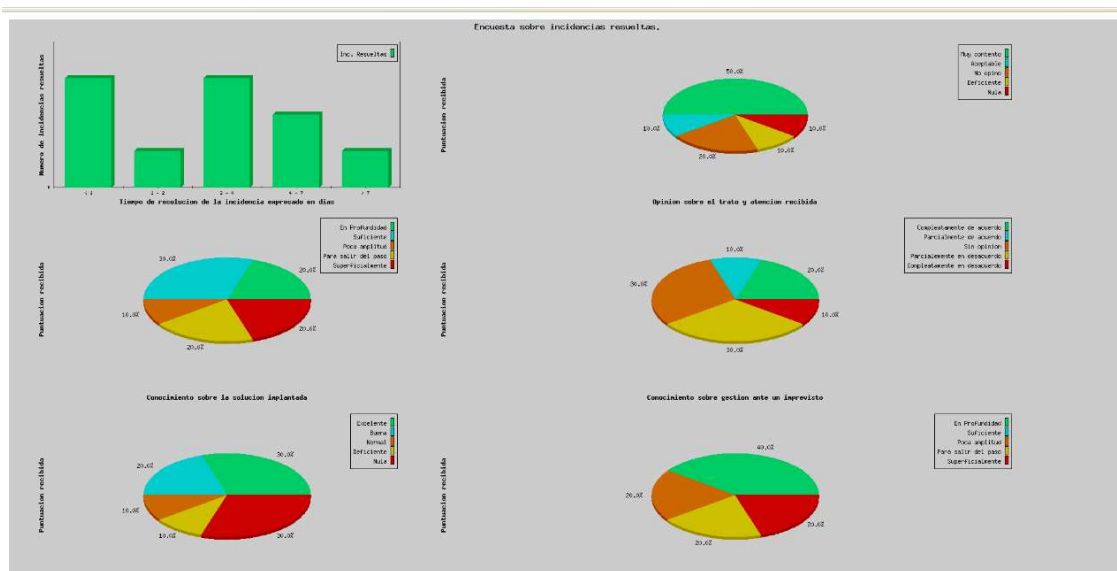 Encuesta sobre incidencias resueltas.
Numero de incidencias resueltas
Inc. Resueltas
< 1
1 - 2
2 - 4
4 - 7
> 7
Tiempo de resolucion de la incidencia
en dias
Puntuacion recibida
Muy contento
Aceptable
No opino
Deficiente
Nula
50.0%
10.0%
20.0%
10.0%
10.0%
Opinion sobre el trato y atencion recibida
Puntuacion recibida
En Profundidad
Suficiente
Poca amplitud
Para salir del paso
Superficialmente
30.0%
20.0%
10.0%
20.0%
20.0%
Conocimiento sobre la solucion implantada
Puntuacion recibida
Completamente de acuerdo
Parcialmente de acuerdo
Sin opinion
10.0%
20.0%
30.0%
10.0%
30.0%
Conocimiento sobre gestion ante un imprevisto
Puntuacion recibida
Excelente
Buena
Normal
Deficiente
Nula
20.0%
30.0%
10.0%
10.0%
30.0%
Puntuacion recibida
En Profundidad
Suficiente
Poca amplitud
Para salir del paso
Superficialmente
40.0%
20.0%
20.0%
20.0%